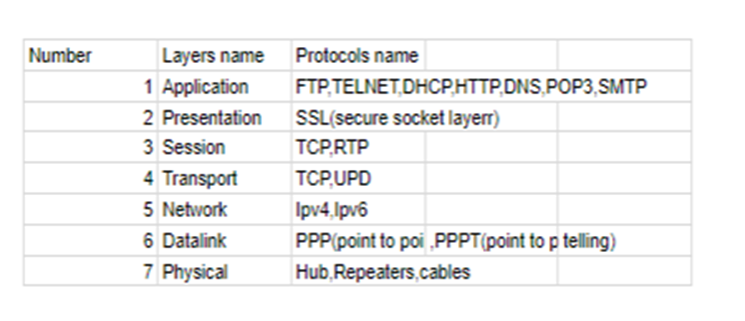 Number Layers name Protocols name
1 Application FTP,TELNET,DHCP,HTTP,DNS,POP3,SMTP
2 Presentation SSL(secure socket layerr)
3 Session TCP,RTP
4 Transport TCP,UPD
5 Network Ipv4,Ipv6
6 Datalink PPP(point to poi ,PPPT(point to p telling)
7 Physical Hub,Repeaters,cables